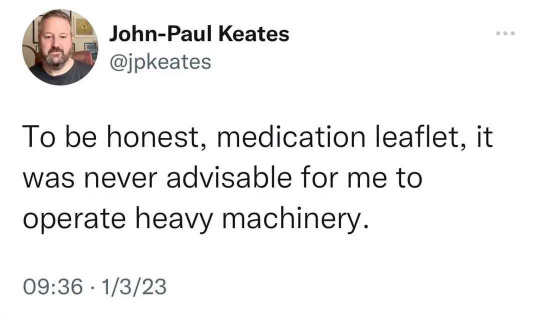 John-Paul Keates
@jpkeates
To be honest, medication leaflet, it
was never advisable for me to
operate heavy machinery.
09:36 · 1/3/23